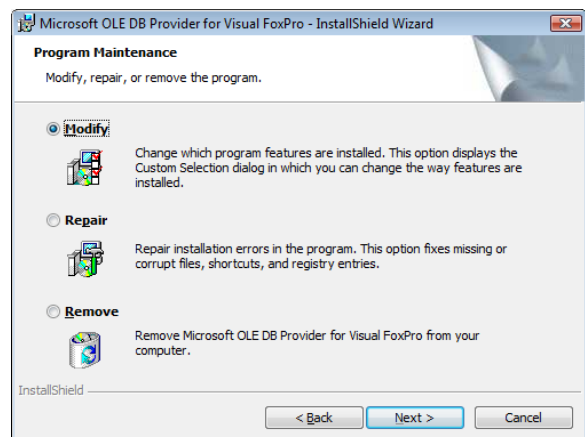 Microsoft OLE DB Provider for Visual FoxPro - InstallShield Wizard
Program Maintenance
Modify, repair, or remove the program.
Modify
Change which program features are installed. This option displays the
Custom Selection dialog in which you can change the way features are
installed.
Repair
Repair installation errors in the program. This option fixes missing or
corrupt files, shortcuts, and registry entries.
Remove
Remove Microsoft OLE DB Provider for Visual FoxPro from your
computer.
InstallShield
< Back
Next >
Cancel